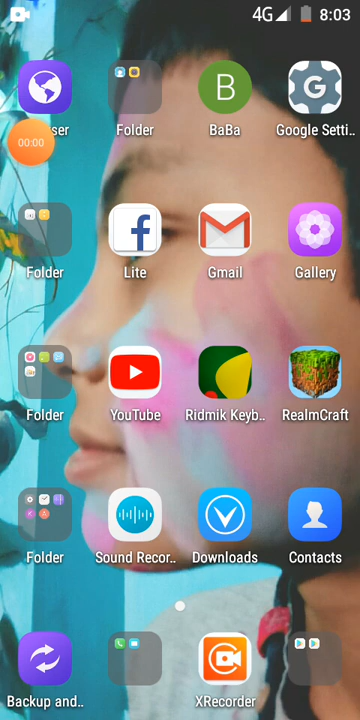 4G 8:03
ser Folder BaBa Google Setti..
00:00
Folder Lite Gmail Gallery
Folder YouTube Ridmik Keyb.. RealmCraft
Folder Sound Recor.. Downloads Contacts
Backup and.. XRecorder